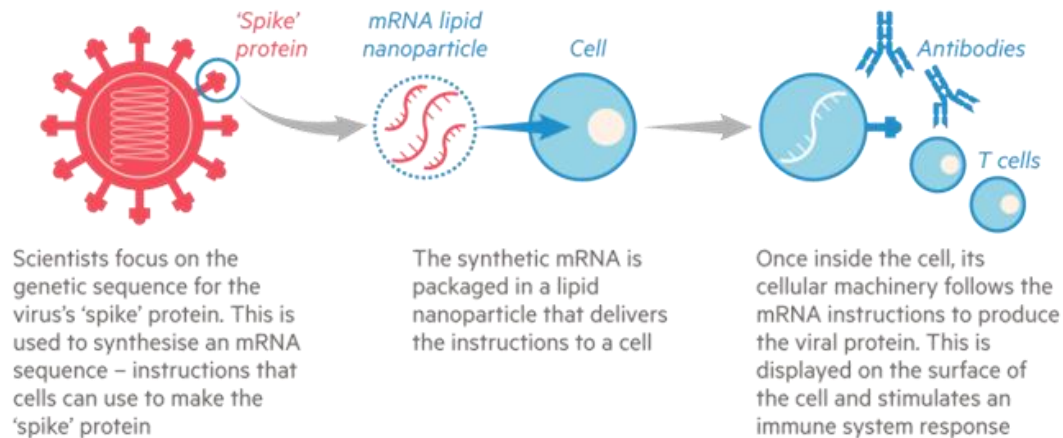 'Spike'
protein
mRNA lipid
nanoparticle
Cell
Antibodies
T cells
Scientists focus on the
genetic sequence for the
virus's 'spike' protein. This is
used to synthesise an mRNA
sequence – instructions that
cells can use to make the
'spike' protein
The synthetic mRNA is
packaged in a lipid
nanoparticle that delivers
the instructions to a cell
Once inside the cell, its
cellular machinery follows the
mRNA instructions to produce
the viral protein. This is
displayed on the surface of
the cell and stimulates an
immune system response